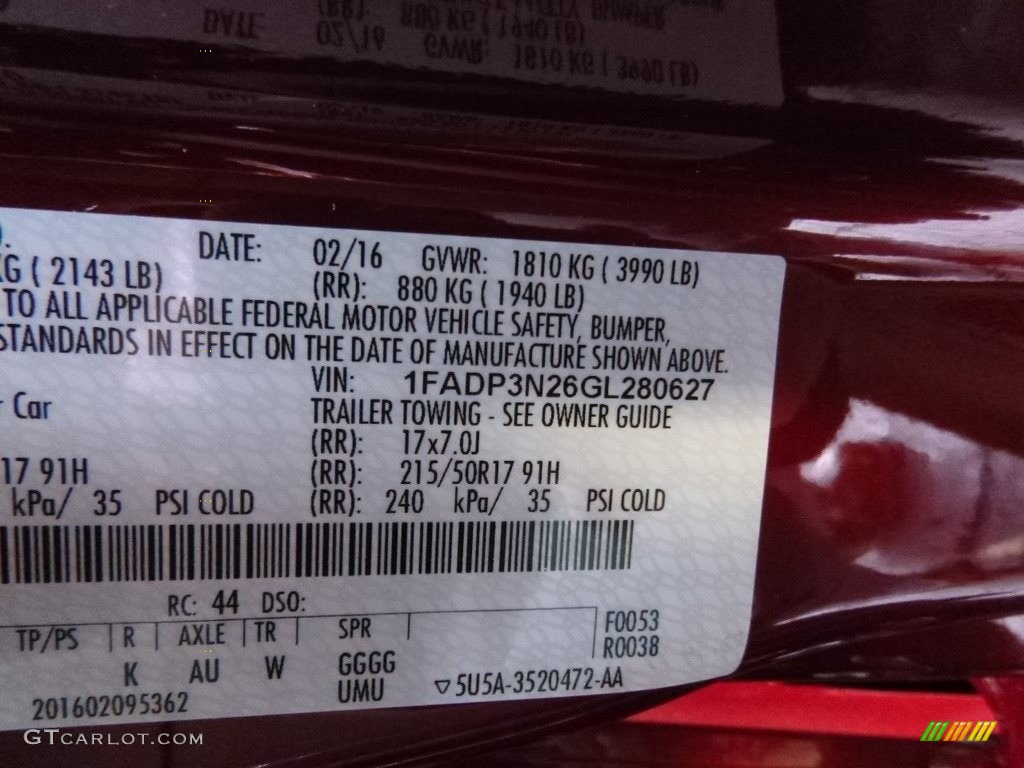 DATE: 02/16 GVWR: 1810 KG ( 3990 LB)
KG ( 2143 LB) (RR): 880 KG ( 1940 LB)
TO ALL APPLICABLE FEDERAL MOTOR VEHICLE SAFETY, BUMPER,
STANDARDS IN EFFECT ON THE DATE OF MANUFACTURE SHOWN ABOVE.
VIN: 1FADP3N26GL280627
r Car TRAILER TOWING - SEE OWNER GUIDE
(RR): 17x7.0J
17 91H (RR): 215/50R17 91H
kPa/ 35 PSI COLD (RR): 240 kPa/ 35 PSI COLD
RC: 44 DSO:
TP/PS R AXLE TR SPR F0053
R0038
K AU W GGGG
UMU ▽5U5A-3520472-AA
201602095362
GTCARLOT.COM